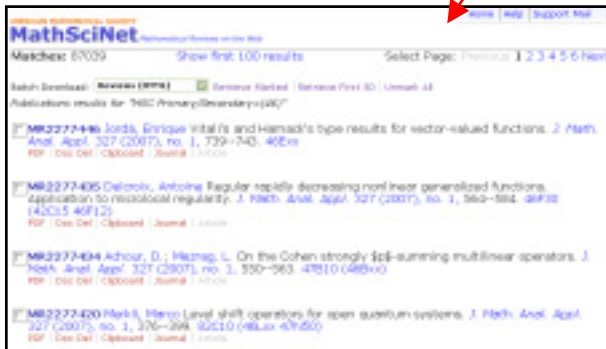 AMERICAN MATHEMATICAL SOCIETY
Home | Help | Support Mail
MathSciNet Mathematical Reviews on the Web
Matches: 87039 Show first 100 results Select Page: Previous 1 2 3 4 5 6 Next
Batch Download: Reviews (HTML) Retrieve Marked | Retrieve First 50 | Unmark All
Publications results for "MSC Primary/Secondary=(46)"
MR2277446 Jordá, Enrique Vitali's and Harnack's type results for vector-valued functions. J. Math.
Anal. Appl. 327 (2007), no. 1, 739--743. 46Exx
PDF | Doc Del | Clipboard | Journal | Article
MR2277435 Delcroix, Antoine Regular rapidly decreasing nonlinear generalized functions.
Application to microlocal regularity. J. Math. Anal. Appl. 327 (2007), no. 1, 564--584. 46F30
(42C15 46F12)
PDF | Doc Del | Clipboard | Journal | Article
MR2277434 Achour, D.; Mezrag, L. On the Cohen strongly $p$-summing multilinear operators. J.
Math. Anal. Appl. 327 (2007), no. 1, 550--563. 47B10 (46Bxx)
PDF | Doc Del | Clipboard | Journal | Article
MR2277420 Merkli, Marco Level shift operators for open quantum systems. J. Math. Anal. Appl.
327 (2007), no. 1, 376--399. 82C10 (46Lxx 47N50)
PDF | Doc Del | Clipboard | Journal | Article